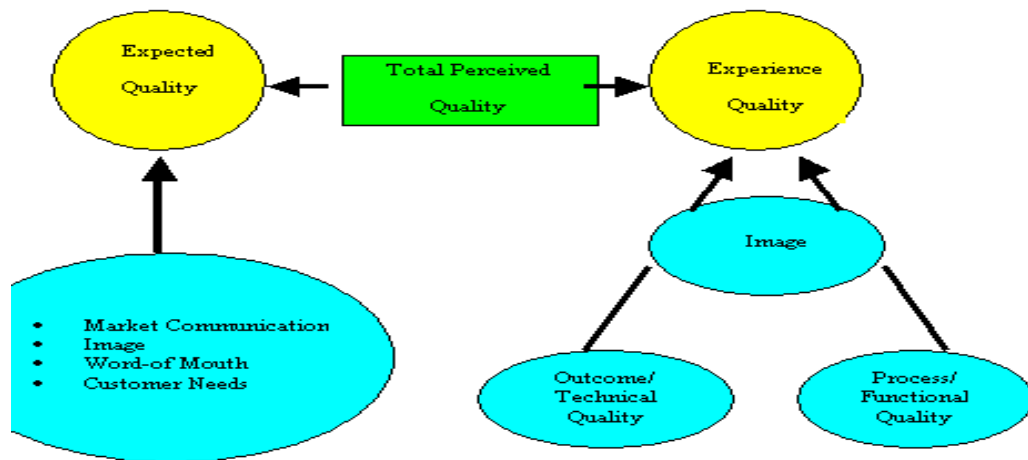 Expected
Quality
Total Perceived
Quality
Experience
Quality
Image
• Market Communication
• Image
• Word-of Mouth
• Customer Needs
Outcome/
Technical
Quality
Process/
Functional
Quality